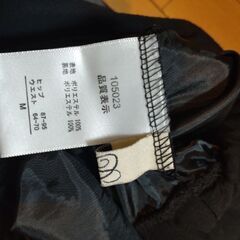 105023
品質表示
表地 ポリエステル 100%
裏地 ポリエステル 100%
ヒップ 87~95
ウエスト 64~70
M